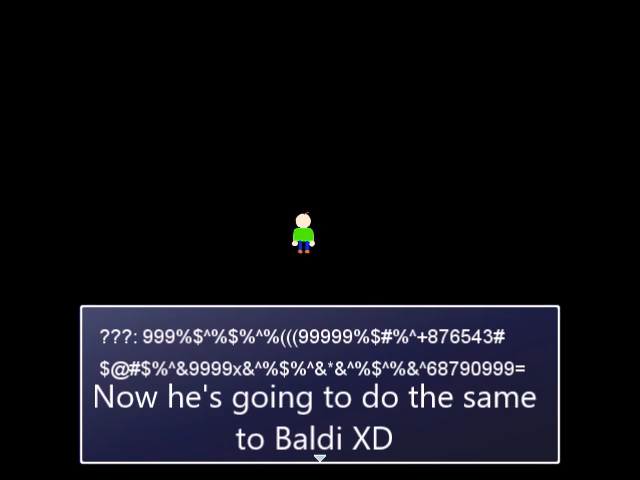 ???: 999%$^%$%^%(((99999%$#%^+876543#
$@#$%^&9999x&^%$%^&*&^%$^%&^68790999=
Now he's going to do the same
to Baldi XD